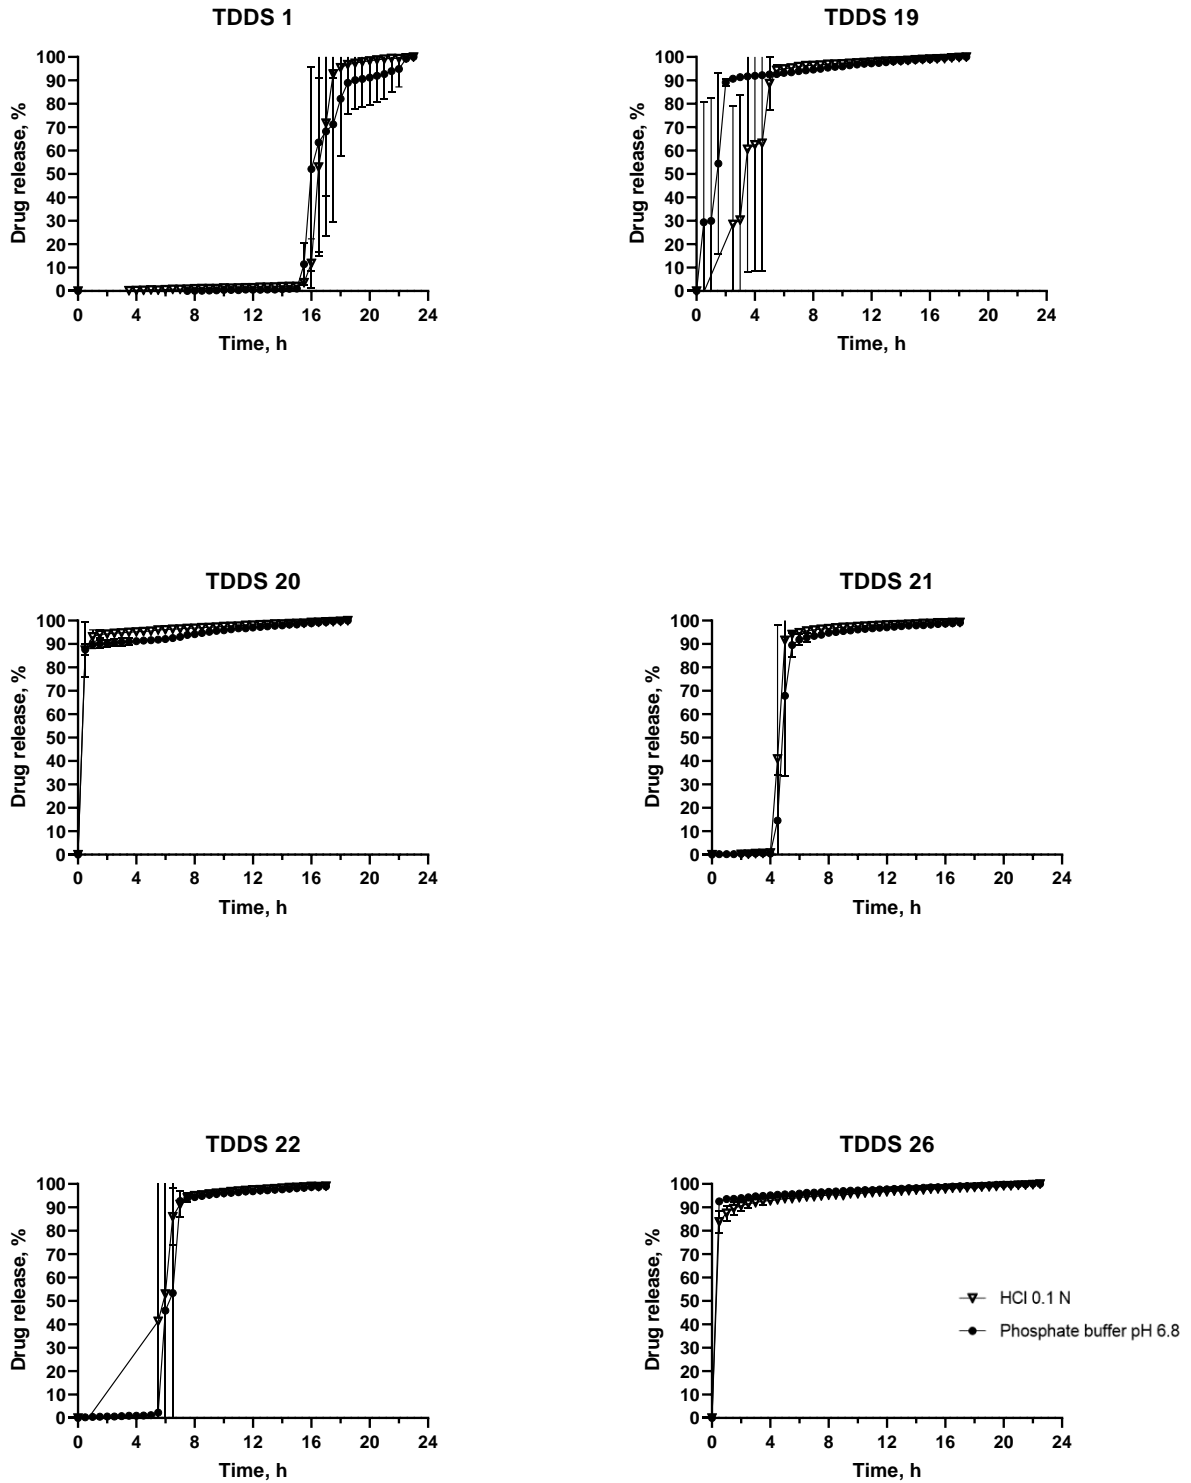 TDDS 1
100
90
80
70
60
50
40
30
20
10
0
Drug release, %
0 4 8 12 16 20 24
Time, h
TDDS 19
100
90
80
70
60
50
40
30
20
10
0
Drug release, %
0 4 8 12 16 20 24
Time, h
TDDS 20
100
90
80
70
60
50
40
30
20
10
0
Drug release, %
0 4 8 12 16 20 24
Time, h
TDDS 21
100
90
80
70
60
50
40
30
20
10
0
Drug release, %
0 4 8 12 16 20 24
Time, h
TDDS 22
100
90
80
70
60
50
40
30
20
10
0
Drug release, %
0 4 8 12 16 20 24
Time, h
TDDS 26
100
90
80
70
60
50
40
30
20
10
0
Drug release, %
0 4 8 12 16 20 24
Time, h
HCl 0.1 N
Phosphate buffer pH 6.8